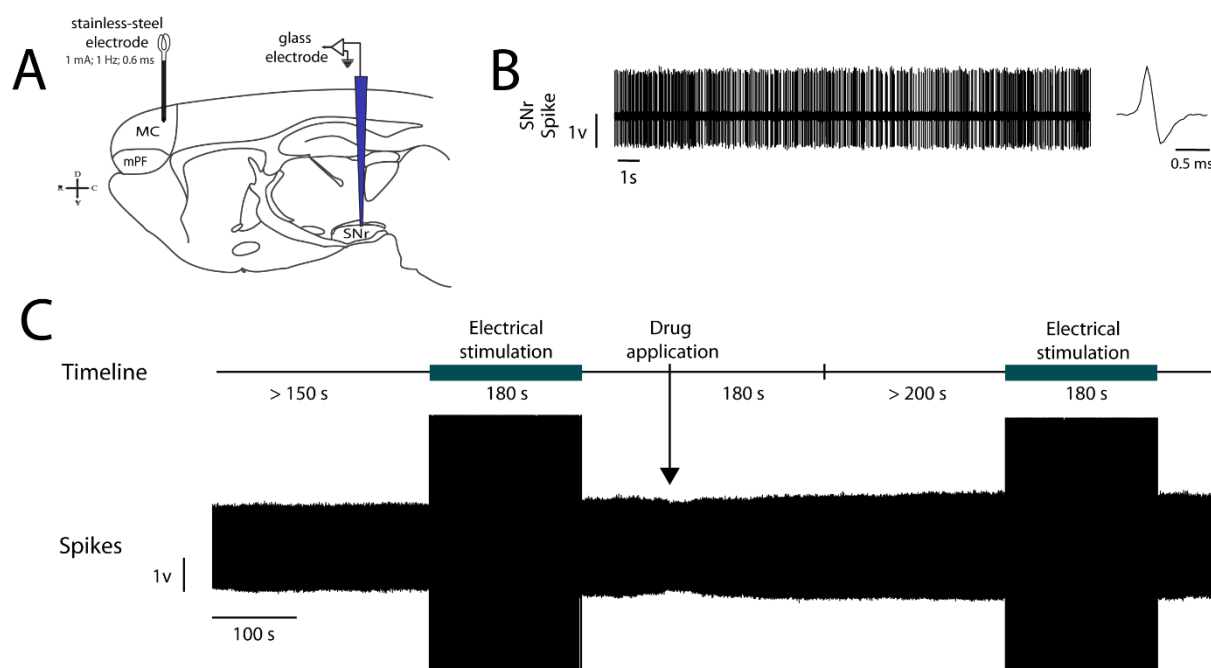 A
stainless-steel
electrode
1 mA; 1 Hz; 0.6 ms
glass
electrode
MC
mPF
D
R C
V
SNr
B
SNr
Spike
1v
1s
0.5 ms
C
Timeline
Electrical
stimulation
Drug
application
Electrical
stimulation
> 150 s
180 s
180 s
> 200 s
180 s
Spikes
1v
100 s